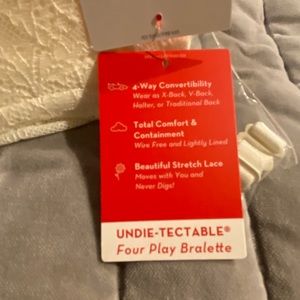 4-Way Convertibility
Wear as X-Back, V-Back,
Halter, or Traditional Back
Total Comfort &
Containment
Wire Free and Lightly Lined
Beautiful Stretch Lace
Moves with You and
Never Digs!
UNDIE-TECTABLE®
Four Play Bralette